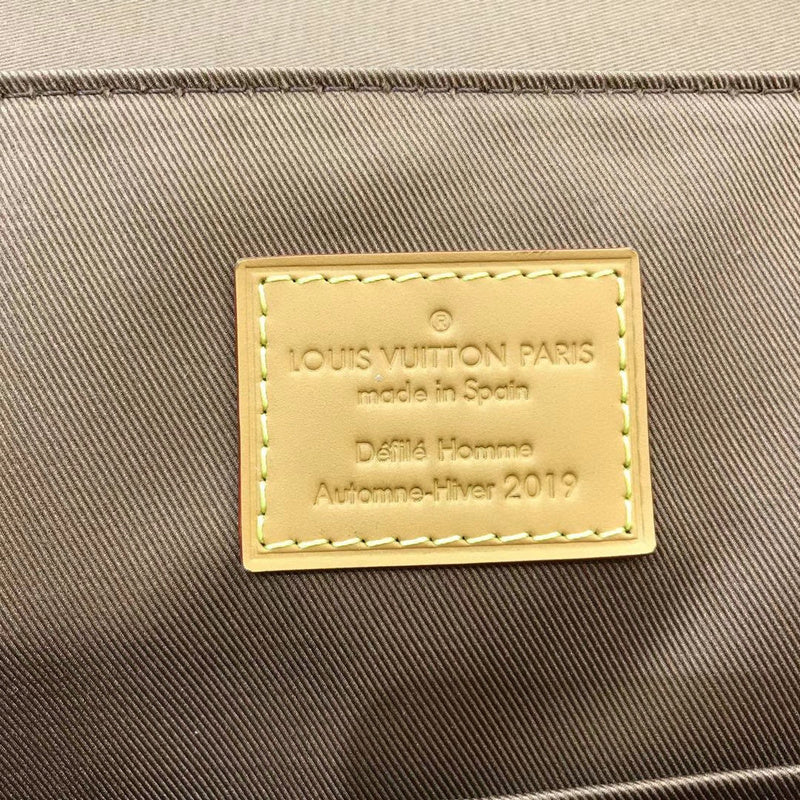 ®
LOUIS VUITTON PARIS
made in Spain
Défilé Homme
Automne-Hiver 2019